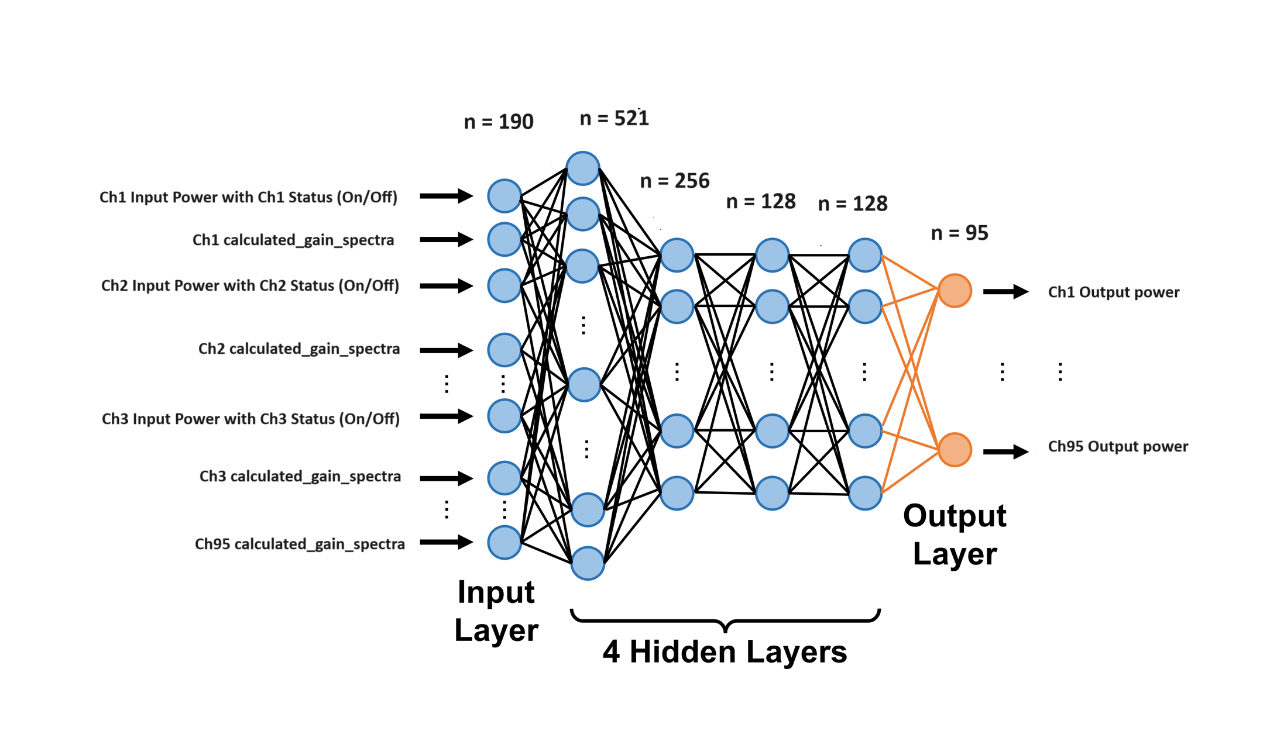 n = 190
n = 521
n = 256
n = 128
n = 128
n = 95
Ch1 Input Power with Ch1 Status (On/Off)
Ch1 calculated_gain_spectra
Ch2 Input Power with Ch2 Status (On/Off)
Ch2 calculated_gain_spectra
Ch3 Input Power with Ch3 Status (On/Off)
Ch3 calculated_gain_spectra
Ch95 calculated_gain_spectra
Ch1 Output power
Ch95 Output power
Input
Layer
4 Hidden Layers
Output
Layer